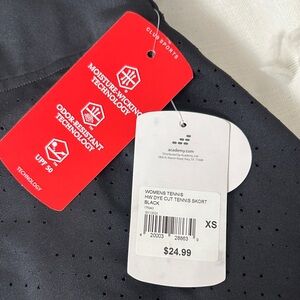 CLUB SPORTS
MOISTURE-WICKING
TECHNOLOGY
ODOR-RESISTANT
TECHNOLOGY
UPF 50
TECHNOLOGY
academy.com
WOMENS TENNIS
HW DYE CUT TENNIS SKORT
BLACK
XS
$24.99